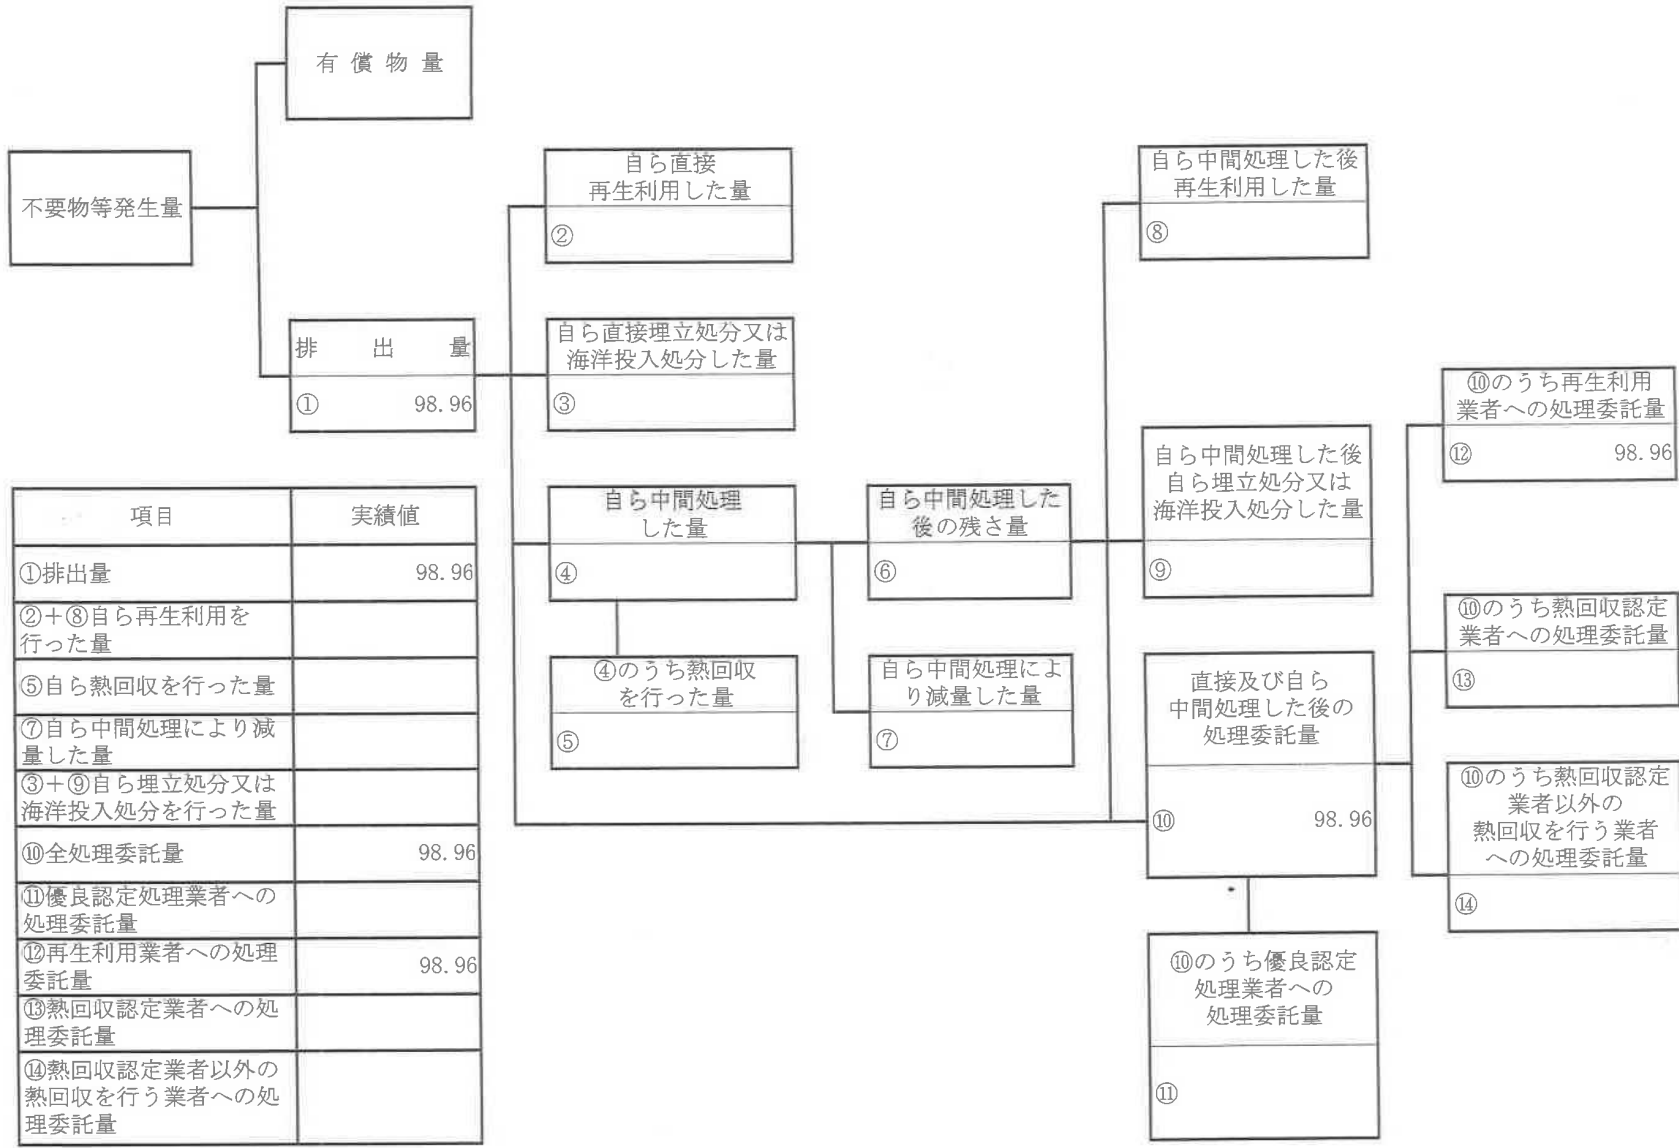 有償物量
不要物等発生量
排出量
① 98.96
自ら直接
再生利用した量
②
自ら直接埋立処分又は
海洋投入処分した量
③
自ら中間処理
した量
④
④のうち熱回収
を行った量
⑤
自ら中間処理した
後の残さ量
⑥
自ら中間処理によ
り減量した量
⑦
自ら中間処理した後
再生利用した量
⑧
自ら中間処理した後
自ら埋立処分又は
海洋投入処分した量
⑨
直接及び自ら
中間処理した後の
処理委託量
⑩ 98.96
⑩のうち優良認定
処理業者への
処理委託量
⑪
⑩のうち再生利用
業者への処理委託量
⑫ 98.96
⑩のうち熱回収認定
業者への処理委託量
⑬
⑩のうち熱回収認定
業者以外の
熱回収を行う業者
への処理委託量
⑭
項目 実績値
①排出量 98.96
②+⑧自ら再生利用を
行った量
⑤自ら熱回収を行った量
⑦自ら中間処理により減
量した量
③+⑨自ら埋立処分又は
海洋投入処分を行った量
⑩全処理委託量 98.96
⑪優良認定処理業者への
処理委託量
⑫再生利用業者への処理
委託量 98.96
⑬熱回収認定業者への処
理委託量
⑭熱回収認定業者以外の
熱回収を行う業者への処
理委託量